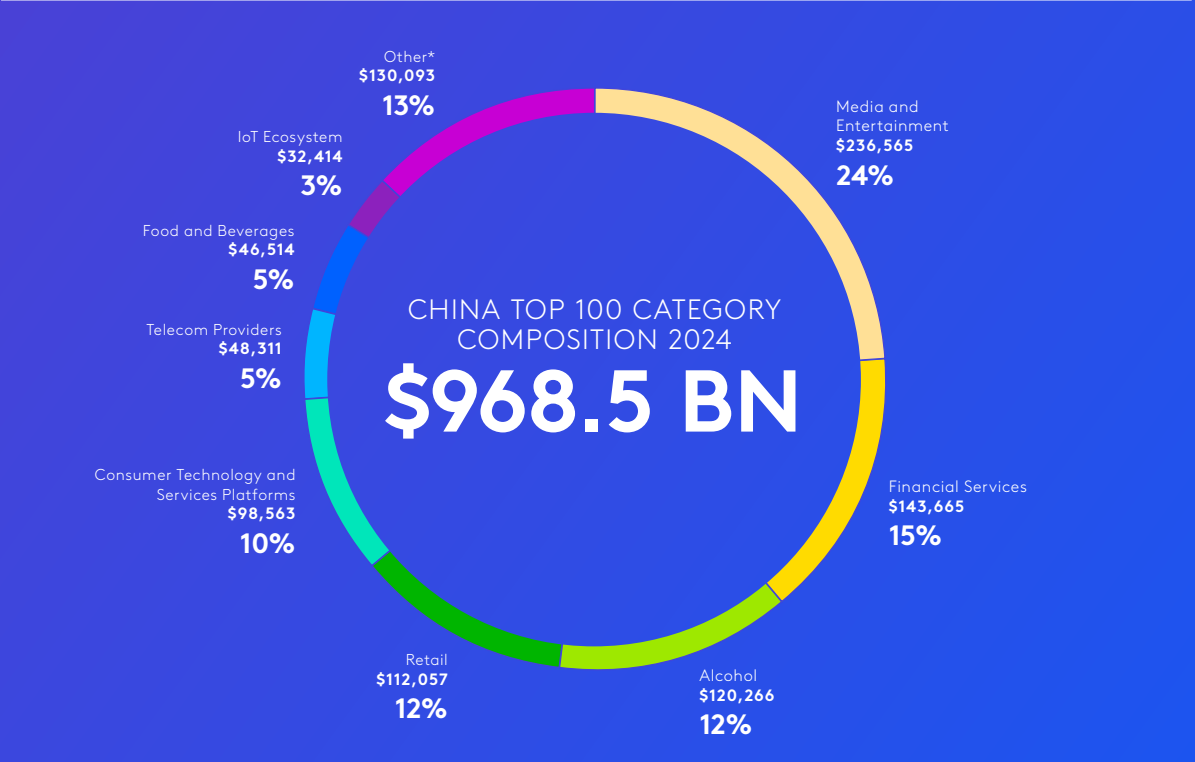 Other*
$130,093
13%
Media and
Entertainment
$236,565
24%
IoT Ecosystem
$32,414
3%
Food and Beverages
$46,514
5%
CHINA TOP 100 CATEGORY
COMPOSITION 2024
$968.5 BN
Telecom Providers
$48,311
5%
Consumer Technology and
Services Platforms
$98,563
10%
Financial Services
$143,665
15%
Retail
$112,057
12%
Alcohol
$120,266
12%